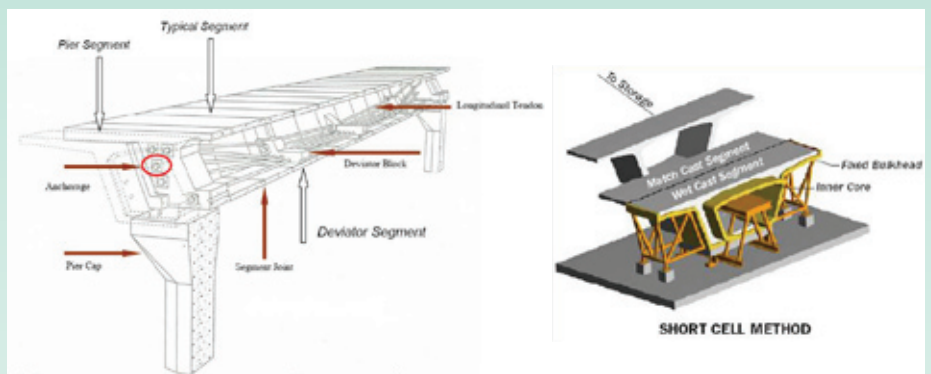 Typical Segment
Pier Segment
Longitudinal Tendon
Deviator Block
Anchorage
Deviator Segment
Segment Joint
Pier Cap
To Storage
Match Cast Segment
Wet Cast Segment
Fixed Bulkhead
Inner Core
SHORT CELL METHOD